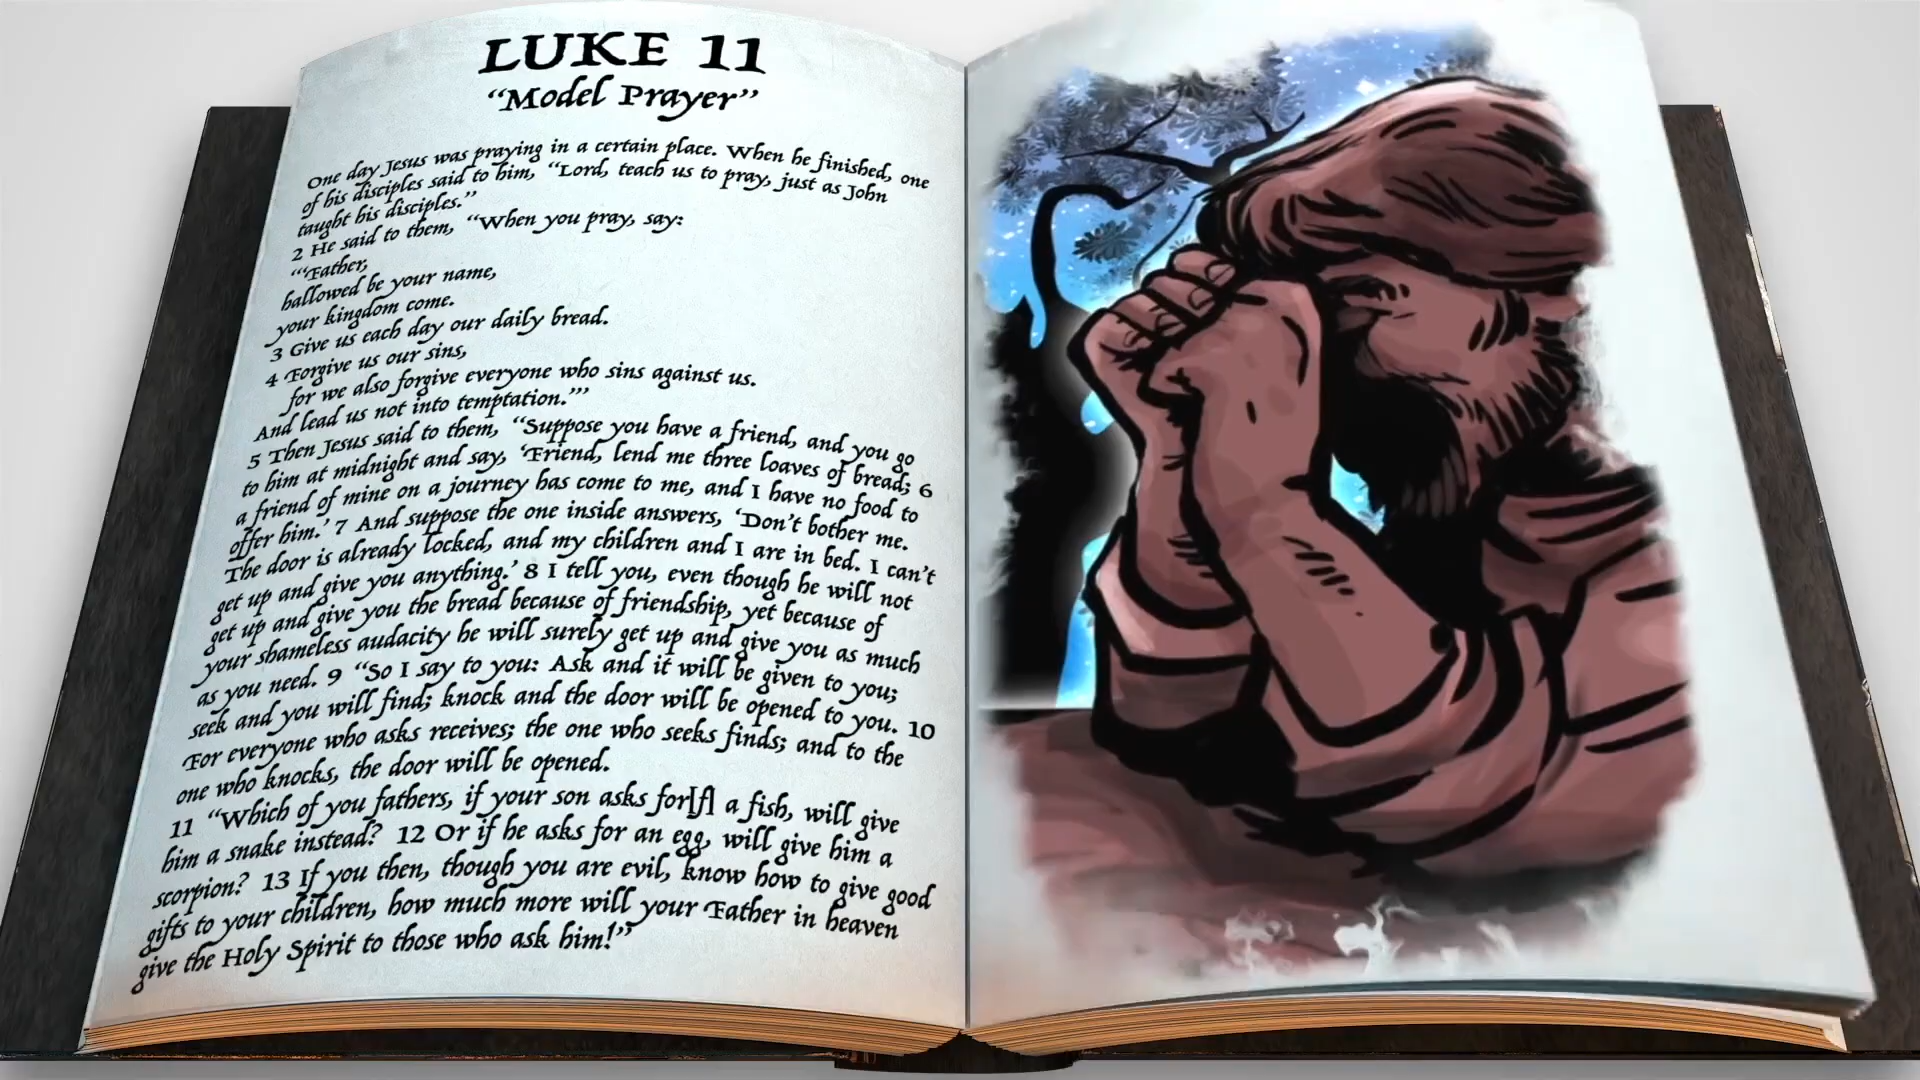 LUKE 11
“Model Prayer”
One day Jesus was praying in a certain place. When he finished, one
of his disciples said to him, “Lord, teach us to pray, just as John
taught his disciples.”
2 He said to them, “When you pray, say:
“‘Father,
hallowed be your name,
your kingdom come.
3 Give us each day our daily bread.
4 Forgive us our sins,
for we also forgive everyone who sins against us.
And lead us not into temptation.’”
5 Then Jesus said to them, “Suppose you have a friend, and you go
to him at midnight and say, ‘Friend, lend me three loaves of bread; 6
a friend of mine on a journey has come to me, and I have no food to
offer him.’ 7 And suppose the one inside answers, ‘Don’t bother me.
The door is already locked, and my children and I are in bed. I can’t
get up and give you anything.’ 8 I tell you, even though he will not
get up and give you the bread because of friendship, yet because of
your shameless audacity he will surely get up and give you as much
as you need. 9 “So I say to you: Ask and it will be given to you;
seek and you will find; knock and the door will be opened to you. 10
For everyone who asks receives; the one who seeks finds; and to the
one who knocks, the door will be opened.
11 “Which of you fathers, if your son asks for[f] a fish, will give
him a snake instead? 12 Or if he asks for an egg, will give him a
scorpion? 13 If you then, though you are evil, know how to give good
gifts to your children, how much more will your Father in heaven
give the Holy Spirit to those who ask him!”